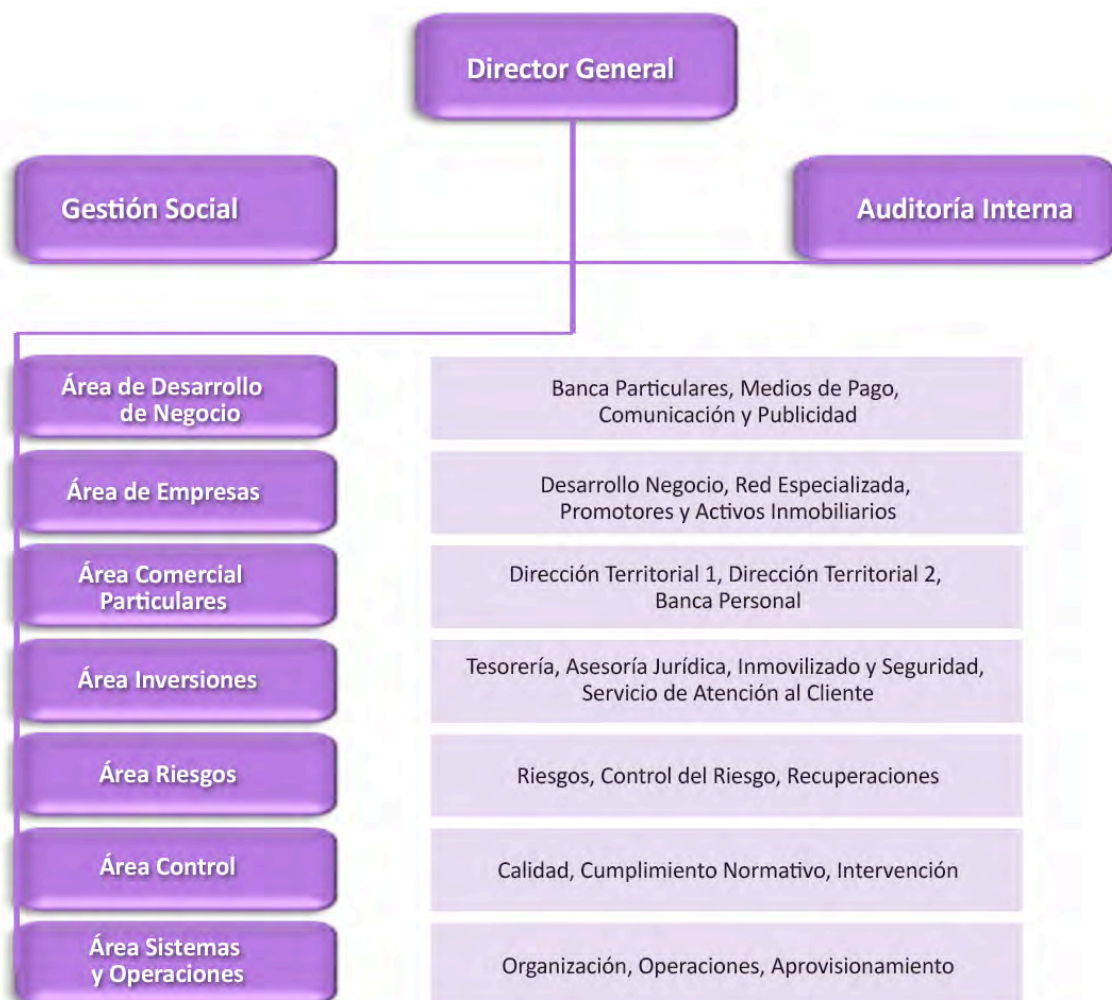 Director General
Gestión Social
Auditoría Interna
Área de Desarrollo
de Negocio
Banca Particulares, Medios de Pago,
Comunicación y Publicidad
Área de Empresas
Desarrollo Negocio, Red Especializada,
Promotores y Activos Inmobiliarios
Área Comercial
Particulares
Dirección Territorial 1, Dirección Territorial 2,
Banca Personal
Área Inversiones
Tesorería, Asesoría Jurídica, Inmovilizado y Seguridad,
Servicio de Atención al Cliente
Área Riesgos
Riesgos, Control del Riesgo, Recuperaciones
Área Control
Calidad, Cumplimiento Normativo, Intervención
Área Sistemas
y Operaciones
Organización, Operaciones, Aprovisionamiento